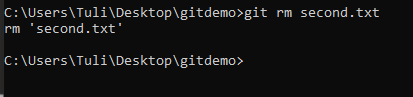 C:\Users\Tuli\Desktop\gitdemo>git rm second.txt
rm 'second.txt'
C:\Users\Tuli\Desktop\gitdemo>